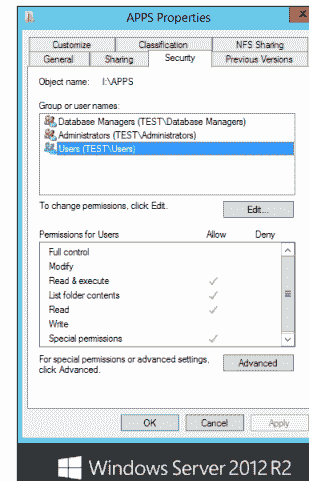 APPS Properties
x
Customize Classification NFS Sharing
General Sharing Security Previous Versions
Object name: I:\APPS
Group or user names:
Database Managers (TEST\Database Managers)
Administrators (TEST\Administrators)
Users (TEST\Users)
To change permissions, click Edit.
Edit...
Permissions for Users Allow Deny
Full control
Modify
Read & execute
List folder contents
Read
Write
Special permissions
For special permissions or advanced settings,
click Advanced.
Advanced
OK Cancel Apply
Windows Server 2012 R2